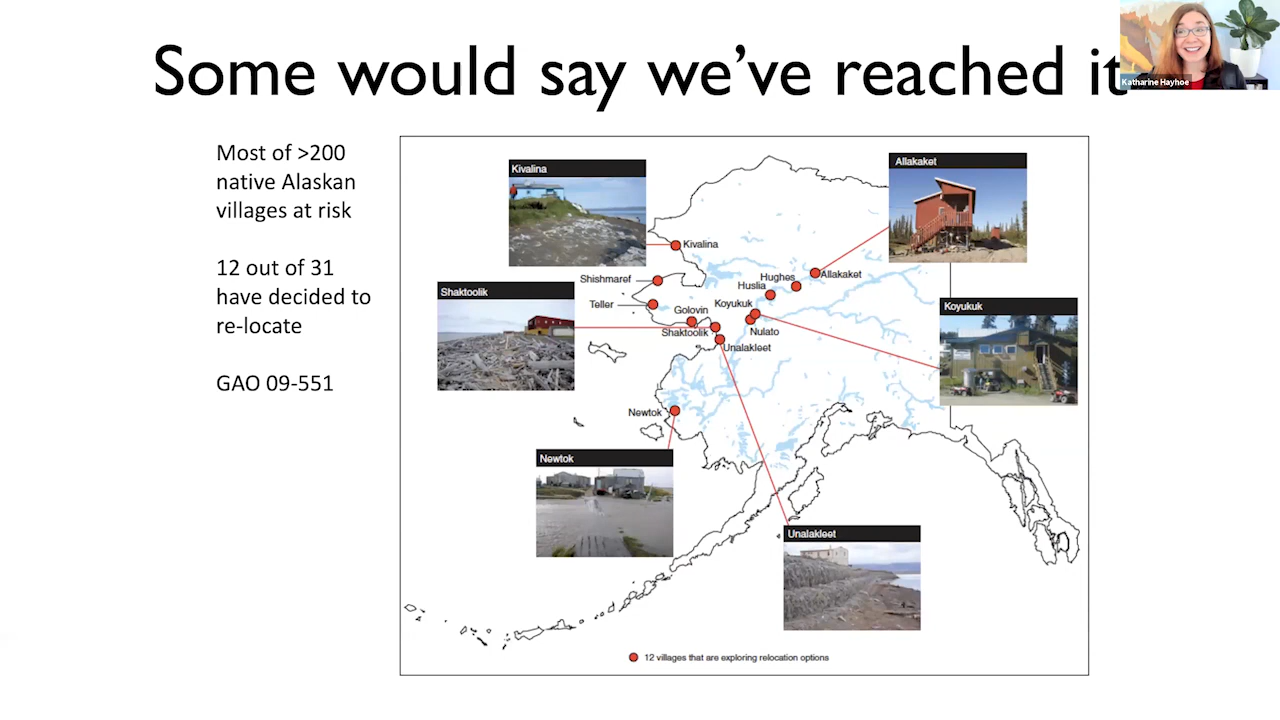 Some would say we've reached it
Katharine Hayhoe
Most of >200
native Alaskan
villages at risk
12 out of 31
have decided to
re-locate
GAO 09-551
Kivalina
Allakaket
Kivalina
Shishmaref
Hughes
Allakaket
Huslia
Shaktoolik
Teller
Koyukuk
Koyukuk
Golovin
Shaktoolik
Nulato
Unalakleet
Newtok
Newtok
Unalakleet
12 villages that are exploring relocation options